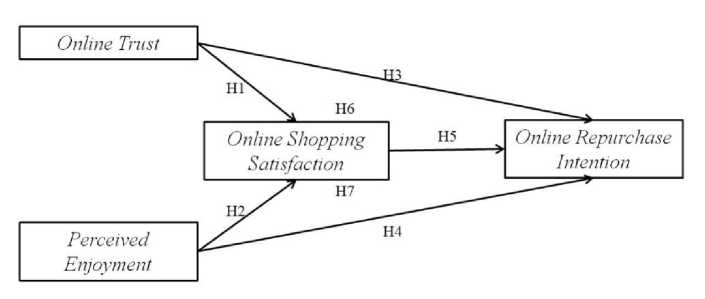 Online Trust
H3
H1
H6
Online Shopping
Satisfaction
H5
Online Repurchase
Intention
H7
H2
H4
Perceived
Enjoyment